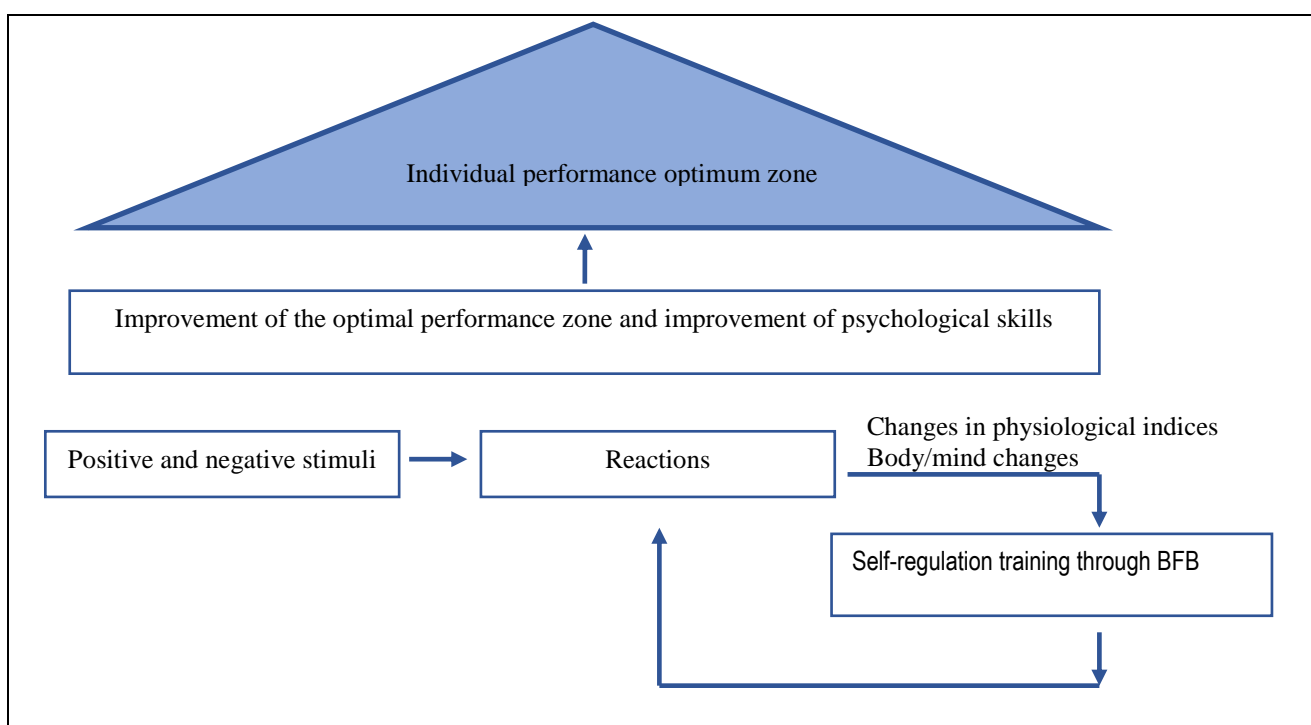 Individual performance optimum zone
Improvement of the optimal performance zone and improvement of psychological skills
Positive and negative stimuli
Reactions
Changes in physiological indices
Body/mind changes
Self-regulation training through BFB